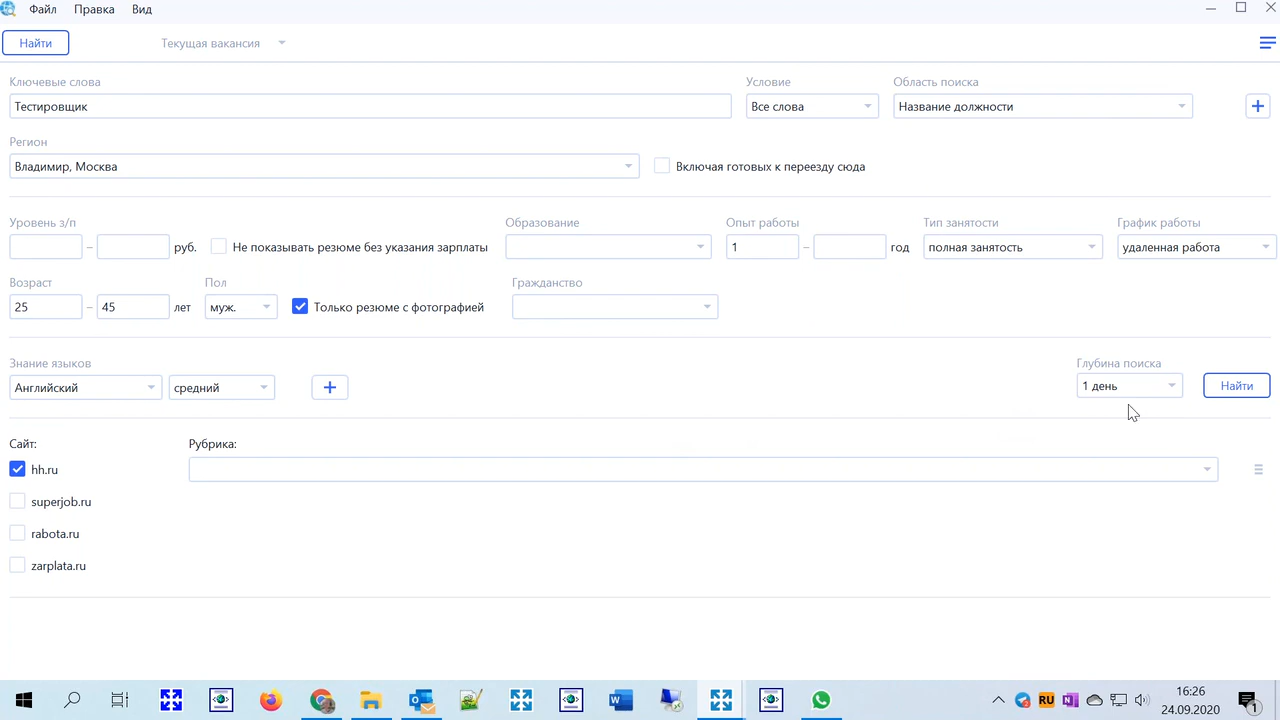 Файл Правка Вид
Найти Текущая вакансия
Ключевые слова Условие Область поиска
Тестировщик Все слова Название должности
Регион
Владимир, Москва Включая готовых к переезду сюда
Уровень з/п Образование Опыт работы Тип занятости График работы
– руб. Не показывать резюме без указания зарплаты 1 – год полная занятость удаленная работа
Возраст Пол Гражданство
25 – 45 лет муж. Только резюме с фотографией
Знание языков Глубина поиска
Английский средний 1 день Найти
Сайт: Рубрика:
hh.ru
superjob.ru
rabota.ru
zarplata.ru
RU 16:26
24.09.2020 1